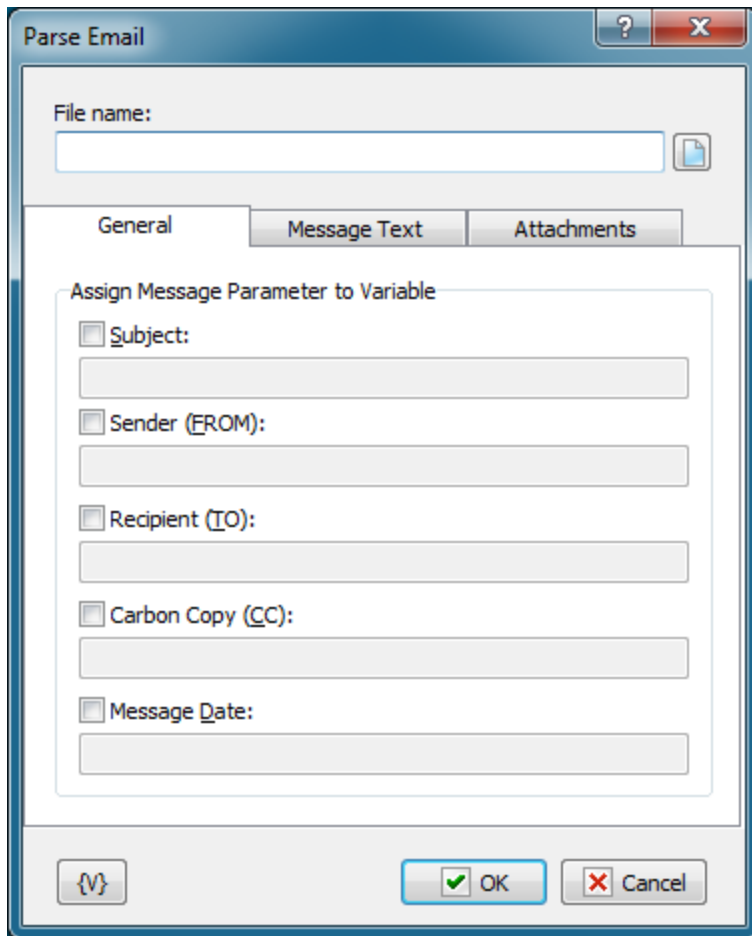 Parse Email
?
File name:
General Message Text Attachments
Assign Message Parameter to Variable
Subject:
Sender (FROM):
Recipient (TO):
Carbon Copy (CC):
Message Date:
{V} OK Cancel